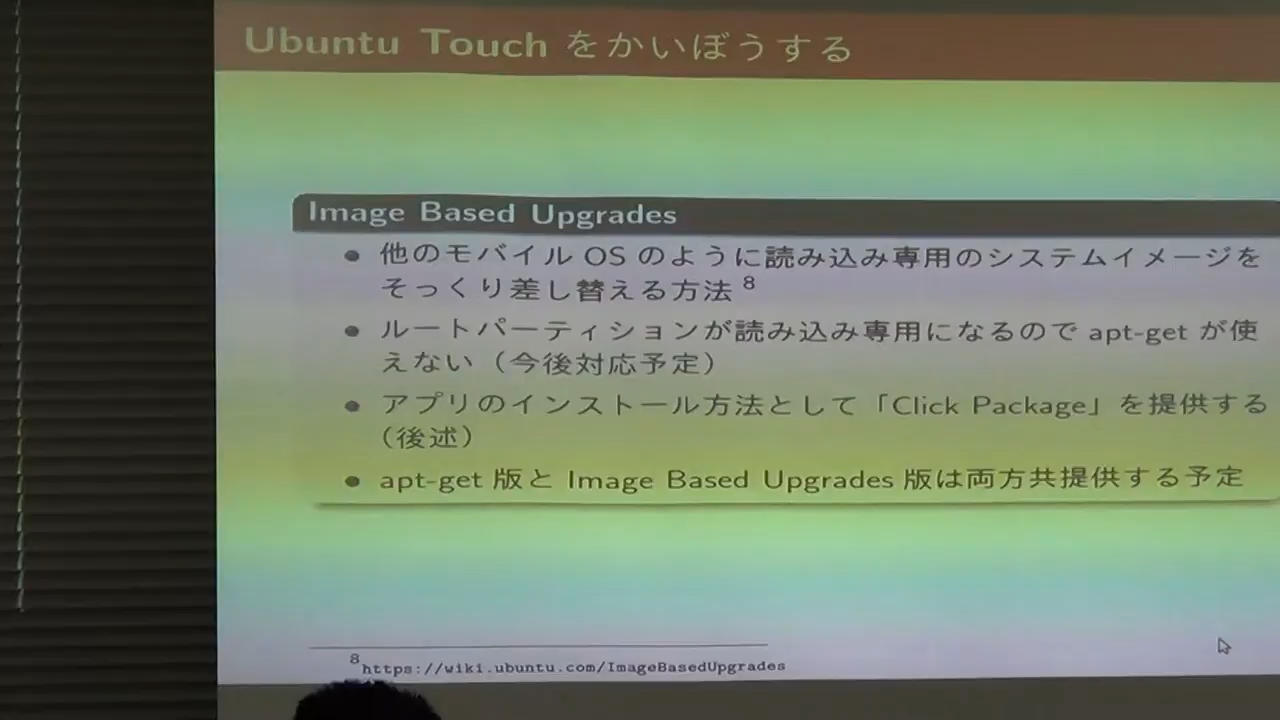 Ubuntu Touch をかいぼうする
Image Based Upgrades
● 他のモバイル OS のように読み込み専用のシステムイメージを
そっくり差し替える方法 8
● ルートパーティションが読み込み専用になるので apt-get が使
えない（今後対応予定）
● アプリのインストール方法として「Click Package」を提供する
（後述）
● apt-get 版と Image Based Upgrades 版は両方共提供する予定
8 https://wiki.ubuntu.com/ImageBasedUpgrades